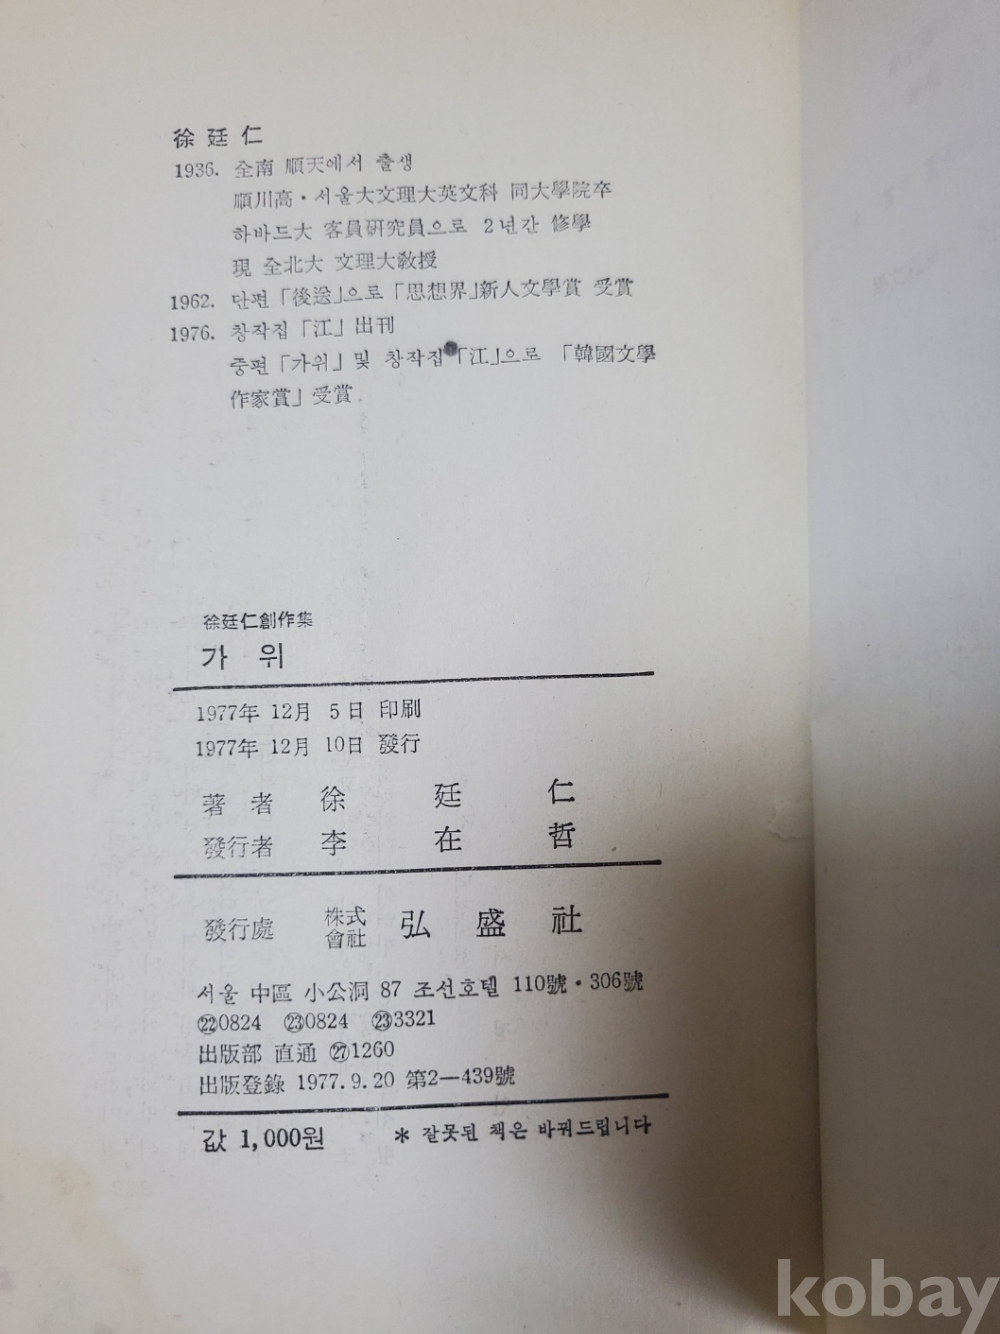 徐廷仁
1936. 全南 順天에서 출생
順川高·서울大文理大英文科 同大學院卒
하바드大 客員硏究員으로 2년간 修學
現 全北大 文理大敎授
1962. 단편「後送」으로「思想界」新人文學賞 受賞
1976. 창작집「江」出刊
중편「가위」및 창작집「江」으로 「韓國文學
作家賞」受賞
徐廷仁創作集
가 위
1977年 12月 5日 印刷
1977年 12月 10日 發行
著 者 徐 廷 仁
發行者 李 在 哲
發行處 株式會社 弘 盛 社
서울 中區 小公洞 87 조선호텔 110號·306號
㉒0824 ㉓0824 ㉓3321
出版部 直通 ㉗1260
出版登錄 1977.9.20 第2—439號
값 1,000원 * 잘못된 책은 바꿔드립니다
kobay